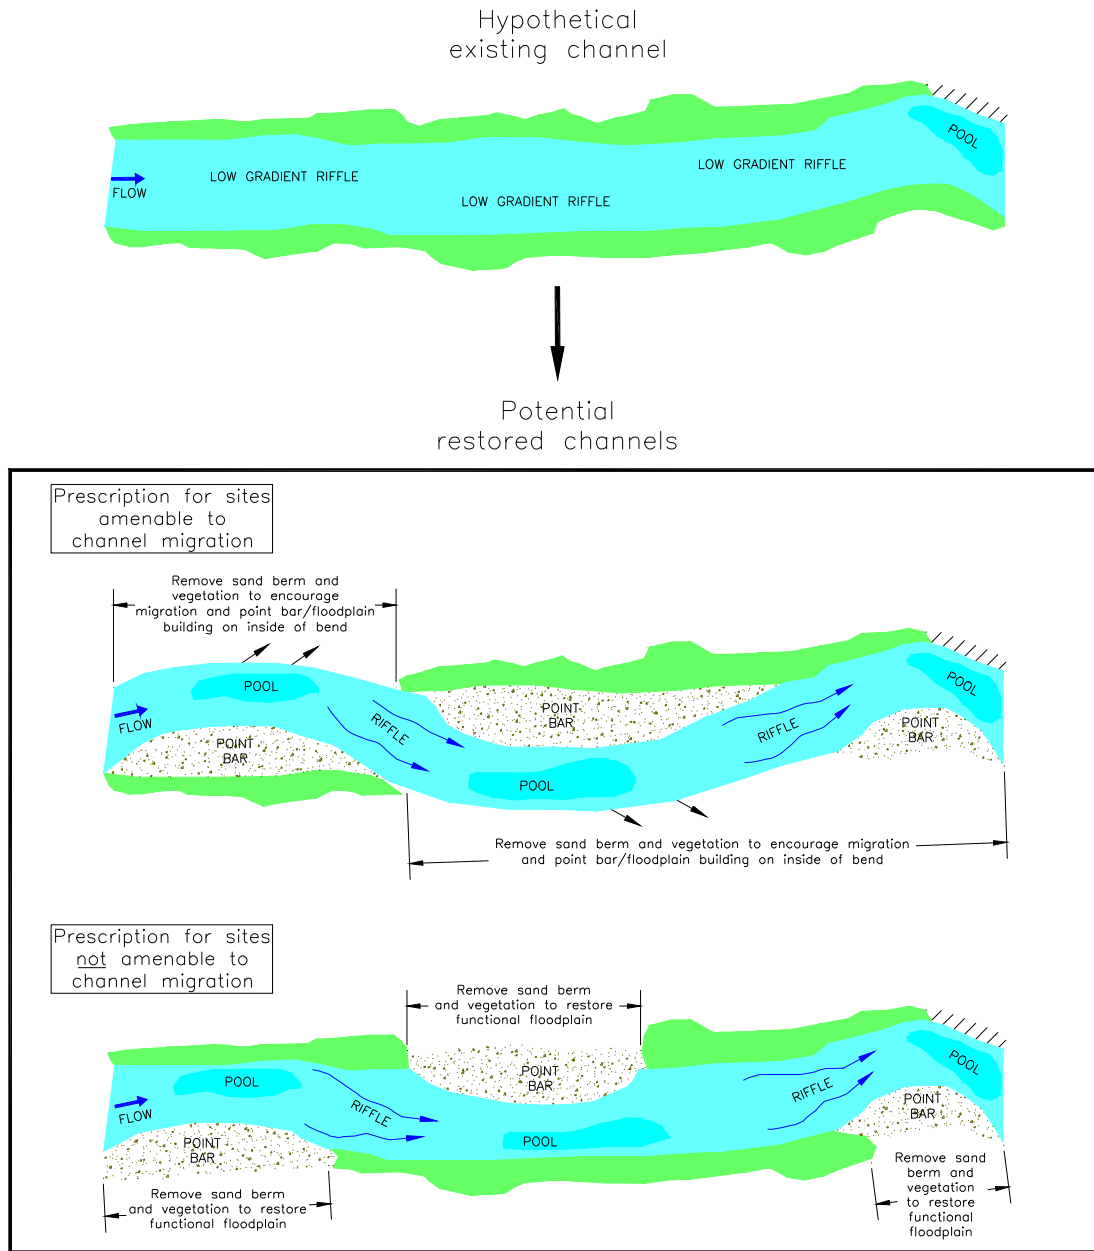 Hypothetical
existing channel
POOL
LOW GRADIENT RIFFLE
LOW GRADIENT RIFFLE
FLOW
LOW GRADIENT RIFFLE
Potential
restored channels
Prescription for sites
amenable to
channel migration
Remove sand berm and
vegetation to encourage
migration and point bar/floodplain
building on inside of bend
POOL
FLOW
POINT
BAR
RIFFLE
POINT
BAR
POOL
RIFFLE
POOL
POINT
BAR
Remove sand berm and vegetation to encourage migration
and point bar/floodplain building on inside of bend
Prescription for sites
not amenable to
channel migration
Remove sand berm
and vegetation to restore
functional floodplain
POOL
FLOW
RIFFLE
POINT
BAR
POINT
BAR
POOL
RIFFLE
POOL
POINT
BAR
Remove sand berm
and vegetation to restore
functional floodplain
Remove sand
berm and
vegetation
to restore
functional
floodplain